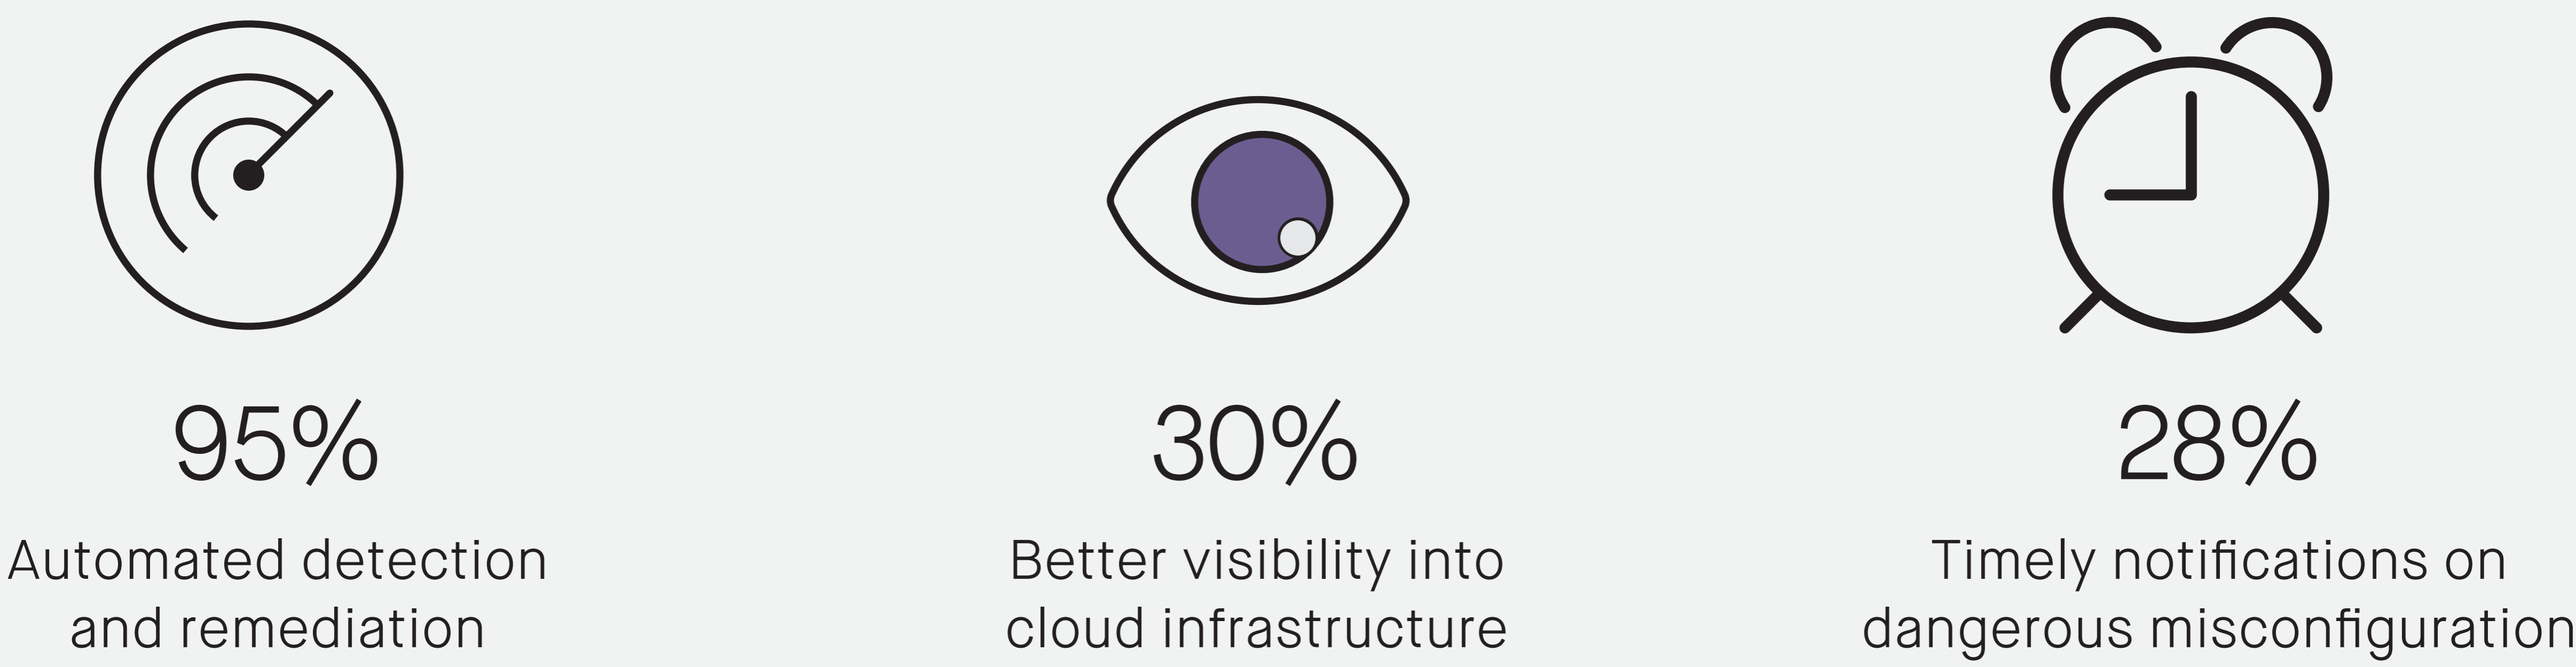 95%
Automated detection
and remediation
30%
Better visibility into
cloud infrastructure
28%
Timely notifications on
dangerous misconfiguration